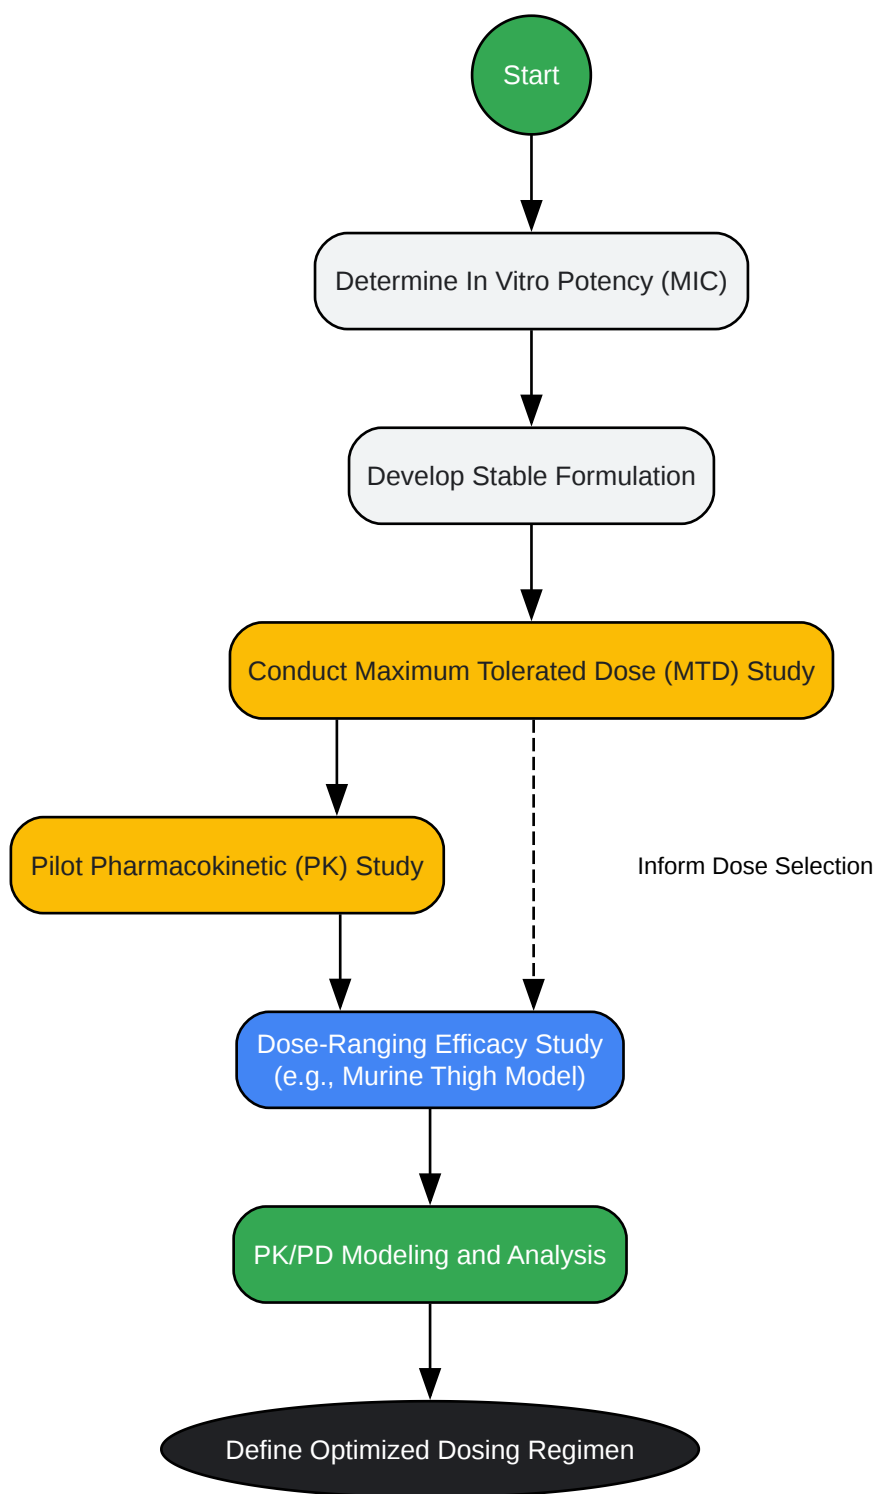 Start
Determine In Vitro Potency (MIC)
Develop Stable Formulation
Conduct Maximum Tolerated Dose (MTD) Study
Pilot Pharmacokinetic (PK) Study
Inform Dose Selection
Dose-Ranging Efficacy Study
(e.g., Murine Thigh Model)
PK/PD Modeling and Analysis
Define Optimized Dosing Regimen